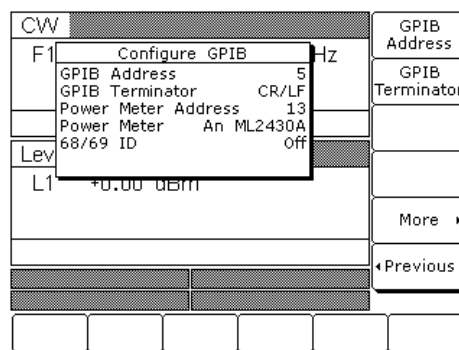 CW
F1 Hz
Configure GPIB
GPIB Address 5
GPIB Terminator CR/LF
Power Meter Address 13
Power Meter An ML2430A
68/69 ID Off
Lev
L1 +0.00 dBm
GPIB
Address
GPIB
Terminator
More
Previous